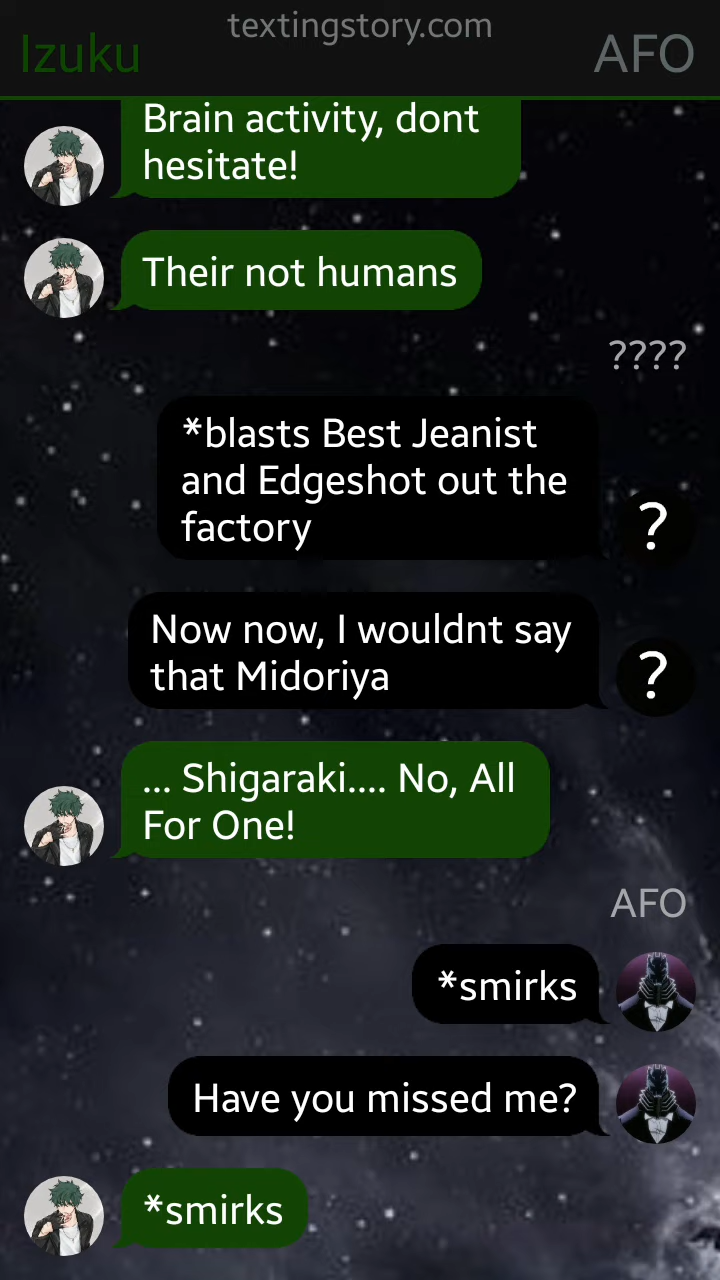 textingstory.com
Izuku
AFO
Brain activity, dont
hesitate!
Their not humans
????
*blasts Best Jeanist
and Edgeshot out the
factory
?
Now now, I wouldnt say
that Midoriya
?
... Shigaraki.... No, All
For One!
AFO
*smirks
Have you missed me?
*smirks